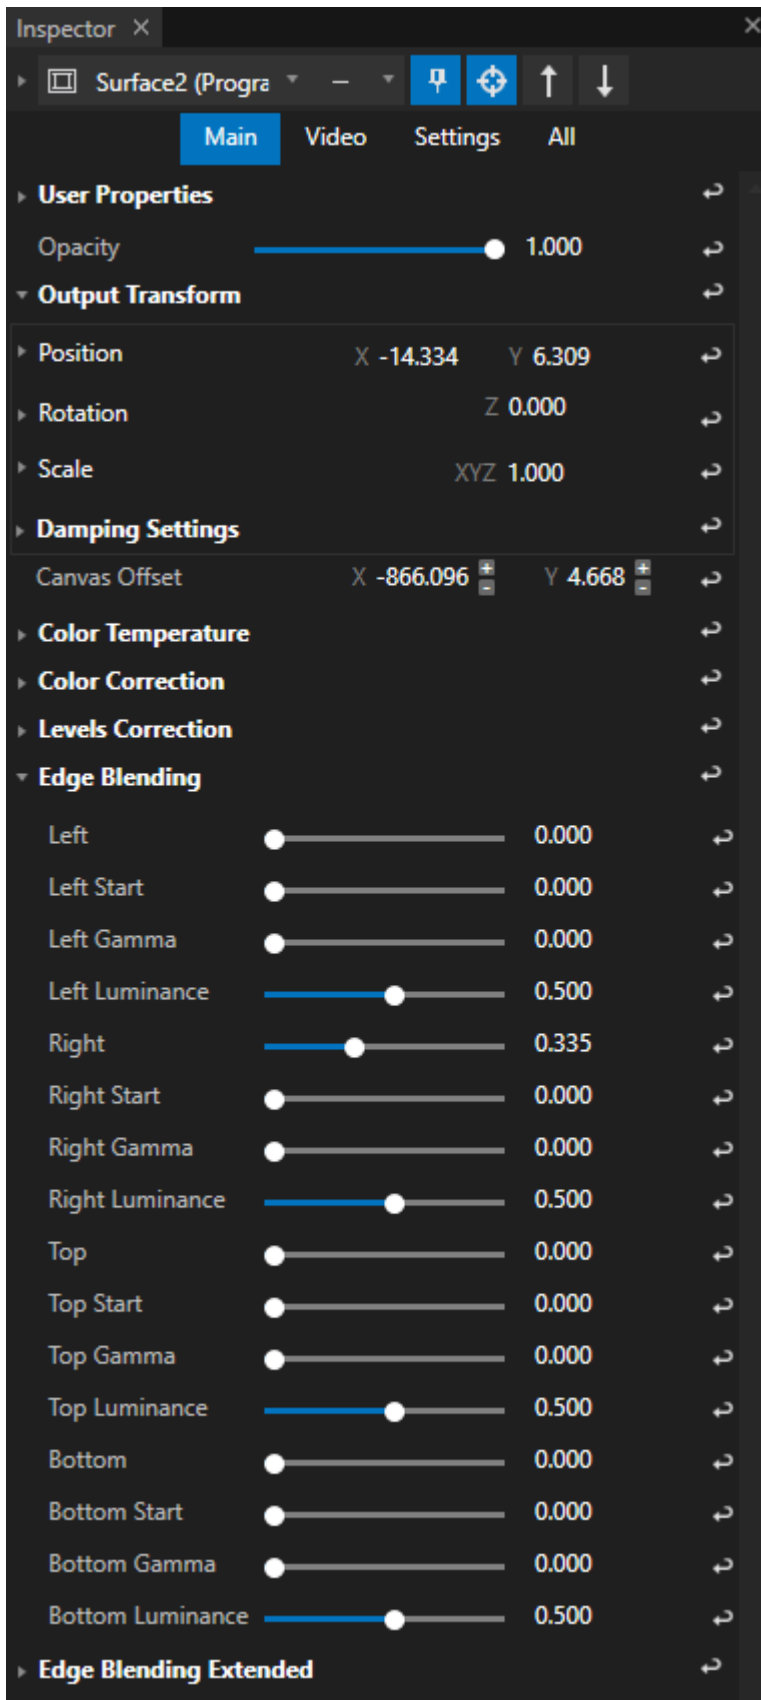 Inspector
Surface2 (Progra
Main Video Settings All
User Properties
Opacity 1.000
Output Transform
Position X -14.334 Y 6.309
Rotation Z 0.000
Scale XYZ 1.000
Damping Settings
Canvas Offset X -866.096 Y 4.668
Color Temperature
Color Correction
Levels Correction
Edge Blending
Left 0.000
Left Start 0.000
Left Gamma 0.000
Left Luminance 0.500
Right 0.335
Right Start 0.000
Right Gamma 0.000
Right Luminance 0.500
Top 0.000
Top Start 0.000
Top Gamma 0.000
Top Luminance 0.500
Bottom 0.000
Bottom Start 0.000
Bottom Gamma 0.000
Bottom Luminance 0.500
Edge Blending Extended